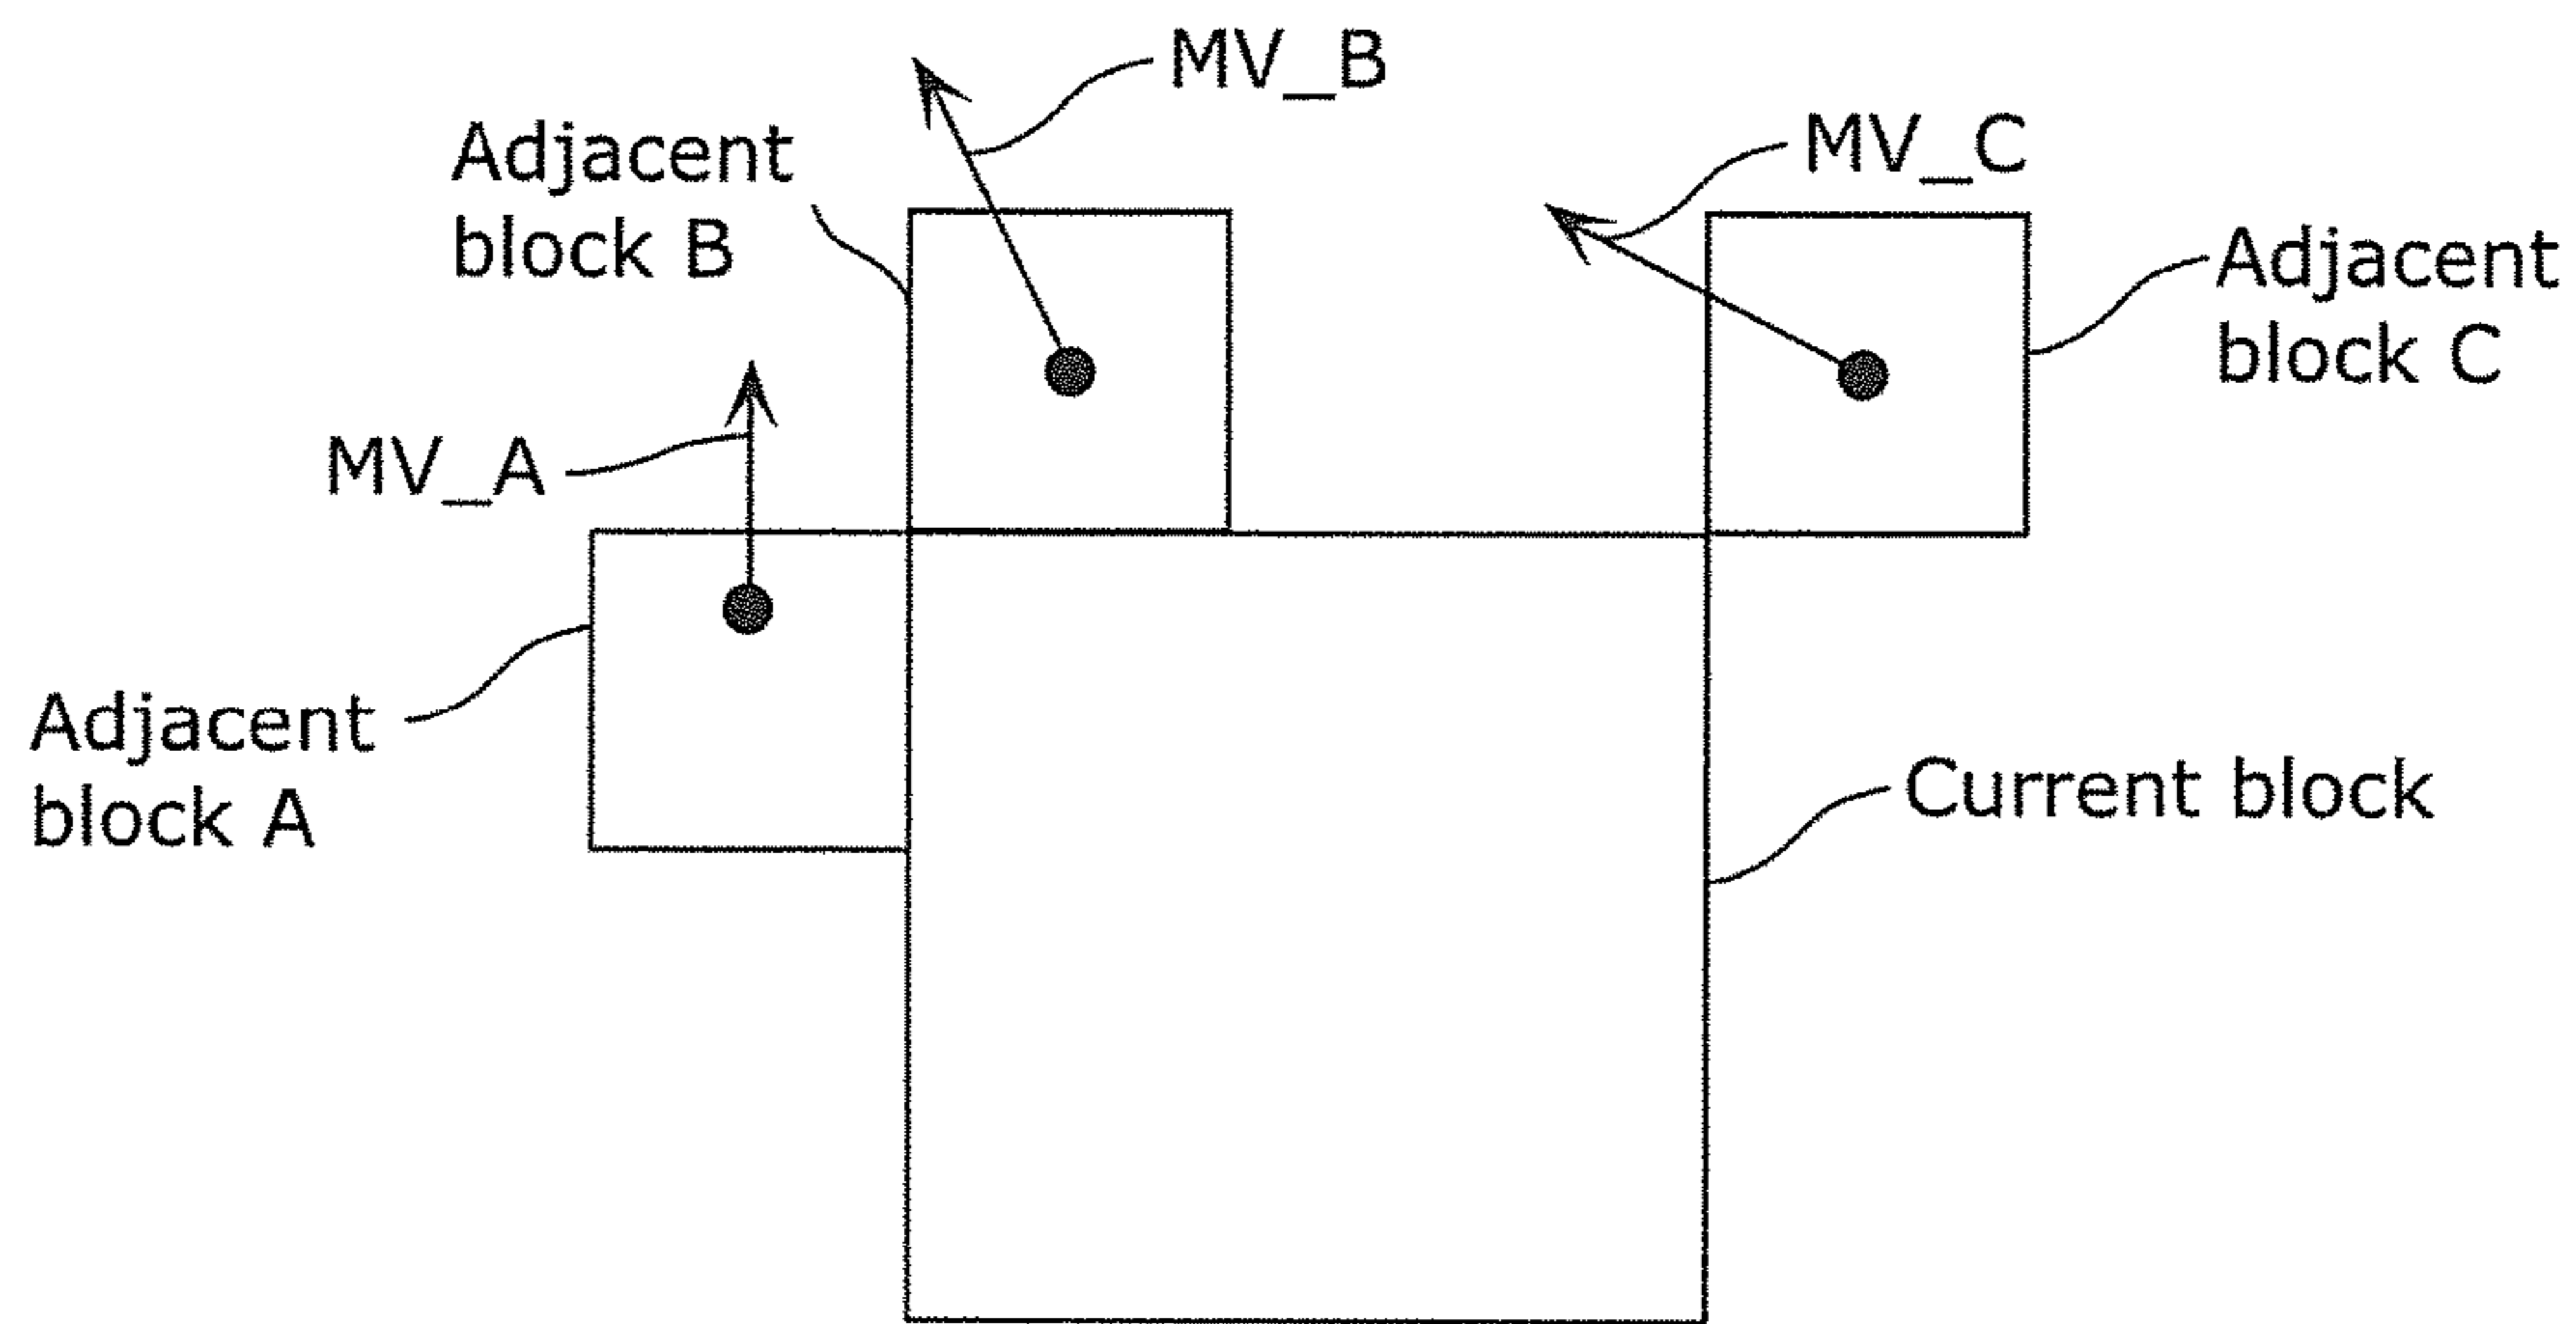 MV_B
Adjacent
block B
MV_C
Adjacent
block C
MV_A
Adjacent
block A
Current block